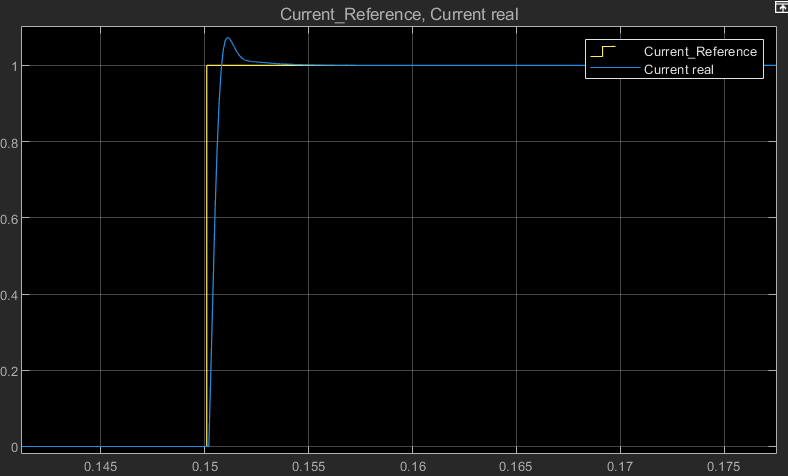 Current_Reference, Current real
Current_Reference
Current real
1
0.8
0.6
0.4
0.2
0
0.145 0.15 0.155 0.16 0.165 0.17 0.175